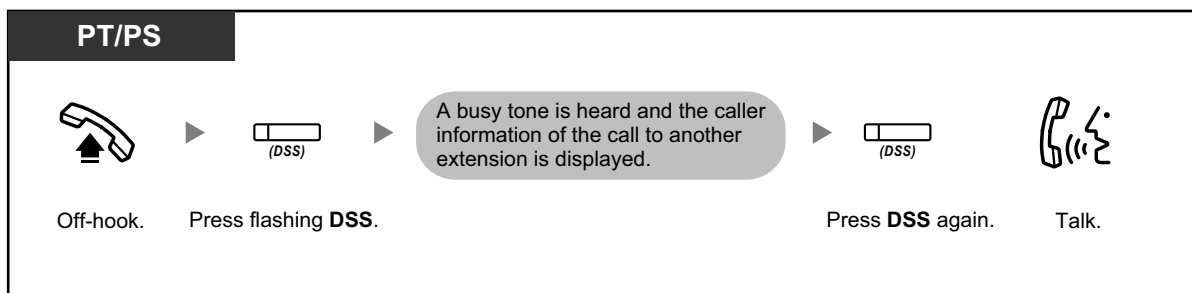 PT/PS
A busy tone is heard and the caller
information of the call to another
extension is displayed.
(DSS)
(DSS)
Off-hook.
Press flashing DSS.
Press DSS again.
Talk.